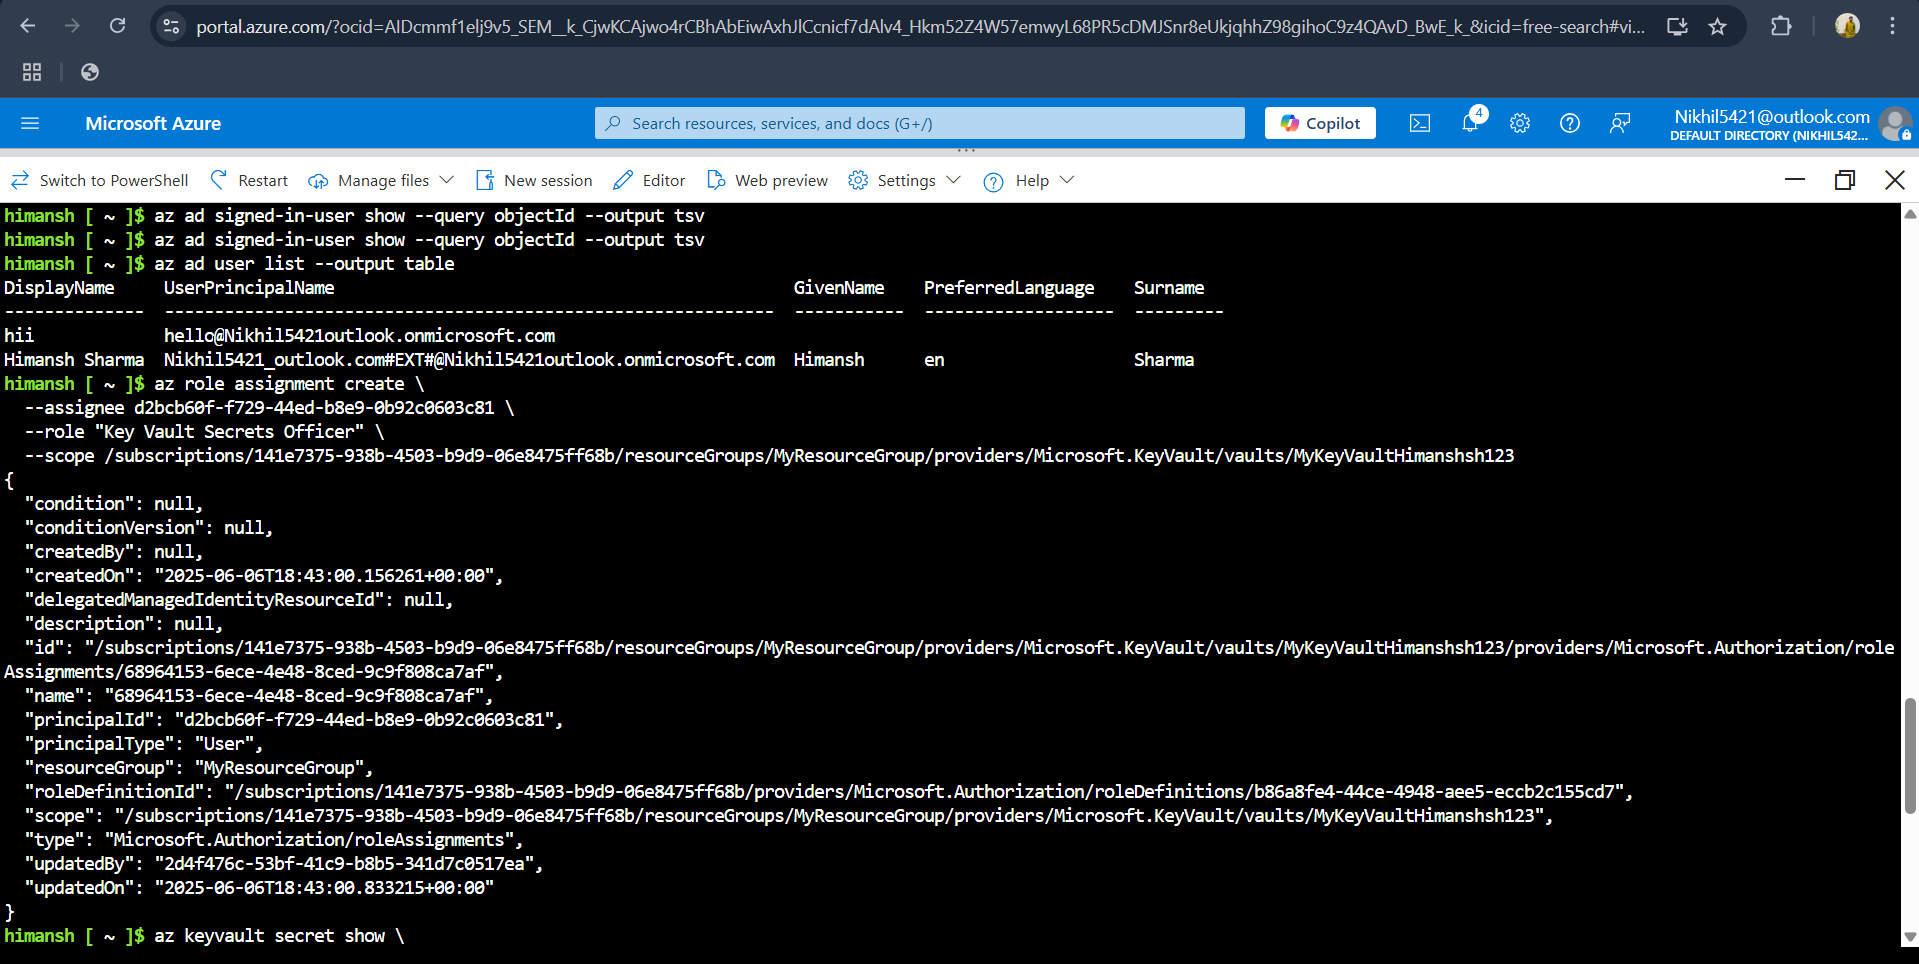 portal.azure.com/?ocid=AIDcmmf1elJ9v5_SEM__k_CjwKCAjwo4rCBhAbEiwAxhJlCcnicf7dAlv4_Hkm52Z4W57emwyL68PR5cDMJSnr8eUkjqhhZ98gihoC9z4QAvD_BwE_k_&icid=free-search#vi...
Microsoft Azure
Search resources, services, and docs (G+/)
Copilot
4
Nikhil5421@outlook.com
DEFAULT DIRECTORY (NIKHIL542...
Switch to PowerShell Restart Manage files New session Editor Web preview Settings Help
himansh [ ~ ]$ az ad signed-in-user show --query objectId --output tsv
himansh [ ~ ]$ az ad signed-in-user show --query objectId --output tsv
himansh [ ~ ]$ az ad user list --output table
DisplayName     UserPrincipalName                                              GivenName    PreferredLanguage    Surname
--------------  -------------------------------------------------------------  -----------  -------------------  ---------
hii             hello@Nikhil5421outlook.onmicrosoft.com
Himansh Sharma  Nikhil5421_outlook.com#EXT#@Nikhil5421outlook.onmicrosoft.com  Himansh      en                   Sharma
himansh [ ~ ]$ az role assignment create \
  --assignee d2bcb60f-f729-44ed-b8e9-0b92c0603c81 \
  --role "Key Vault Secrets Officer" \
  --scope /subscriptions/141e7375-938b-4503-b9d9-06e8475ff68b/resourceGroups/MyResourceGroup/providers/Microsoft.KeyVault/vaults/MyKeyVaultHimanshsh123
{
  "condition": null,
  "conditionVersion": null,
  "createdBy": null,
  "createdOn": "2025-06-06T18:43:00.156261+00:00",
  "delegatedManagedIdentityResourceId": null,
  "description": null,
  "id": "/subscriptions/141e7375-938b-4503-b9d9-06e8475ff68b/resourceGroups/MyResourceGroup/providers/Microsoft.KeyVault/vaults/MyKeyVaultHimanshsh123/providers/Microsoft.Authorization/role
Assignments/68964153-6ece-4e48-8ced-9c9f808ca7af",
  "name": "68964153-6ece-4e48-8ced-9c9f808ca7af",
  "principalId": "d2bcb60f-f729-44ed-b8e9-0b92c0603c81",
  "principalType": "User",
  "resourceGroup": "MyResourceGroup",
  "roleDefinitionId": "/subscriptions/141e7375-938b-4503-b9d9-06e8475ff68b/providers/Microsoft.Authorization/roleDefinitions/b86a8fe4-44ce-4948-aee5-eccb2c155cd7",
  "scope": "/subscriptions/141e7375-938b-4503-b9d9-06e8475ff68b/resourceGroups/MyResourceGroup/providers/Microsoft.KeyVault/vaults/MyKeyVaultHimanshsh123",
  "type": "Microsoft.Authorization/roleAssignments",
  "updatedBy": "2d4f476c-53bf-41c9-b8b5-341d7c0517ea",
  "updatedOn": "2025-06-06T18:43:00.833215+00:00"
}
himansh [ ~ ]$ az keyvault secret show \